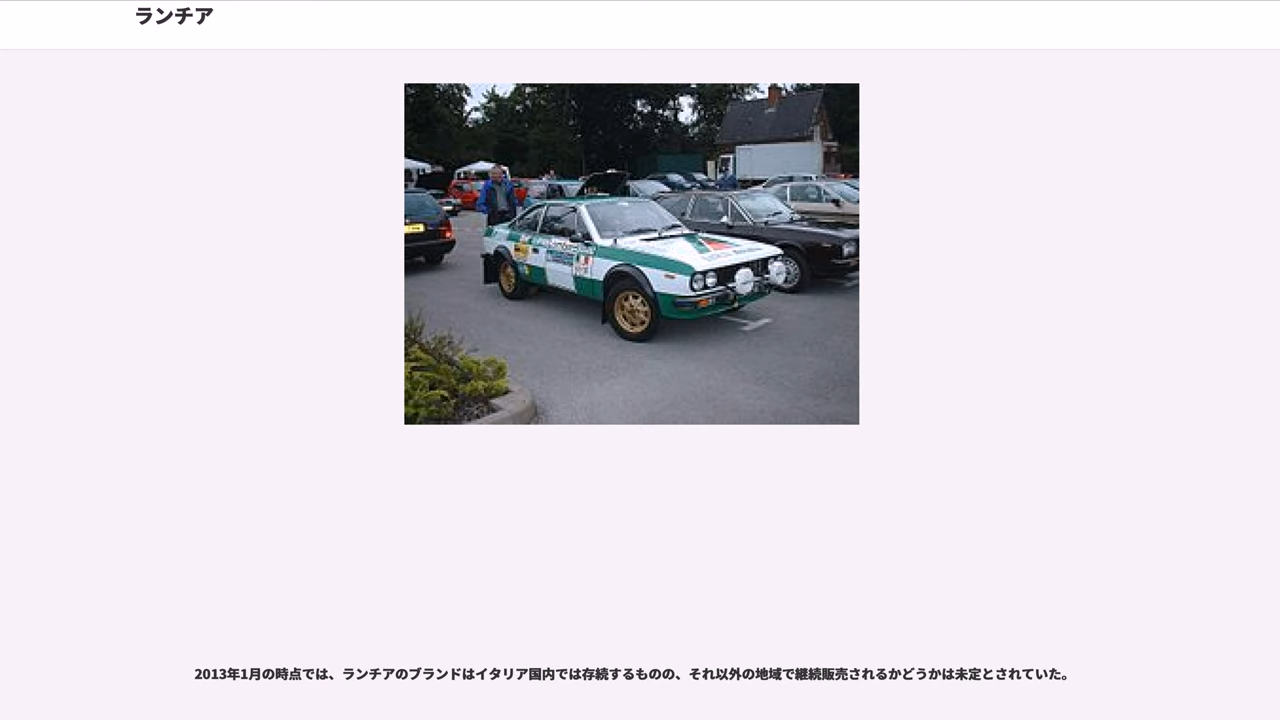 ランチア
2013年1月の時点では、ランチアのブランドはイタリア国内では存続するものの、それ以外の地域で継続販売されるかどうかは未定とされていた。